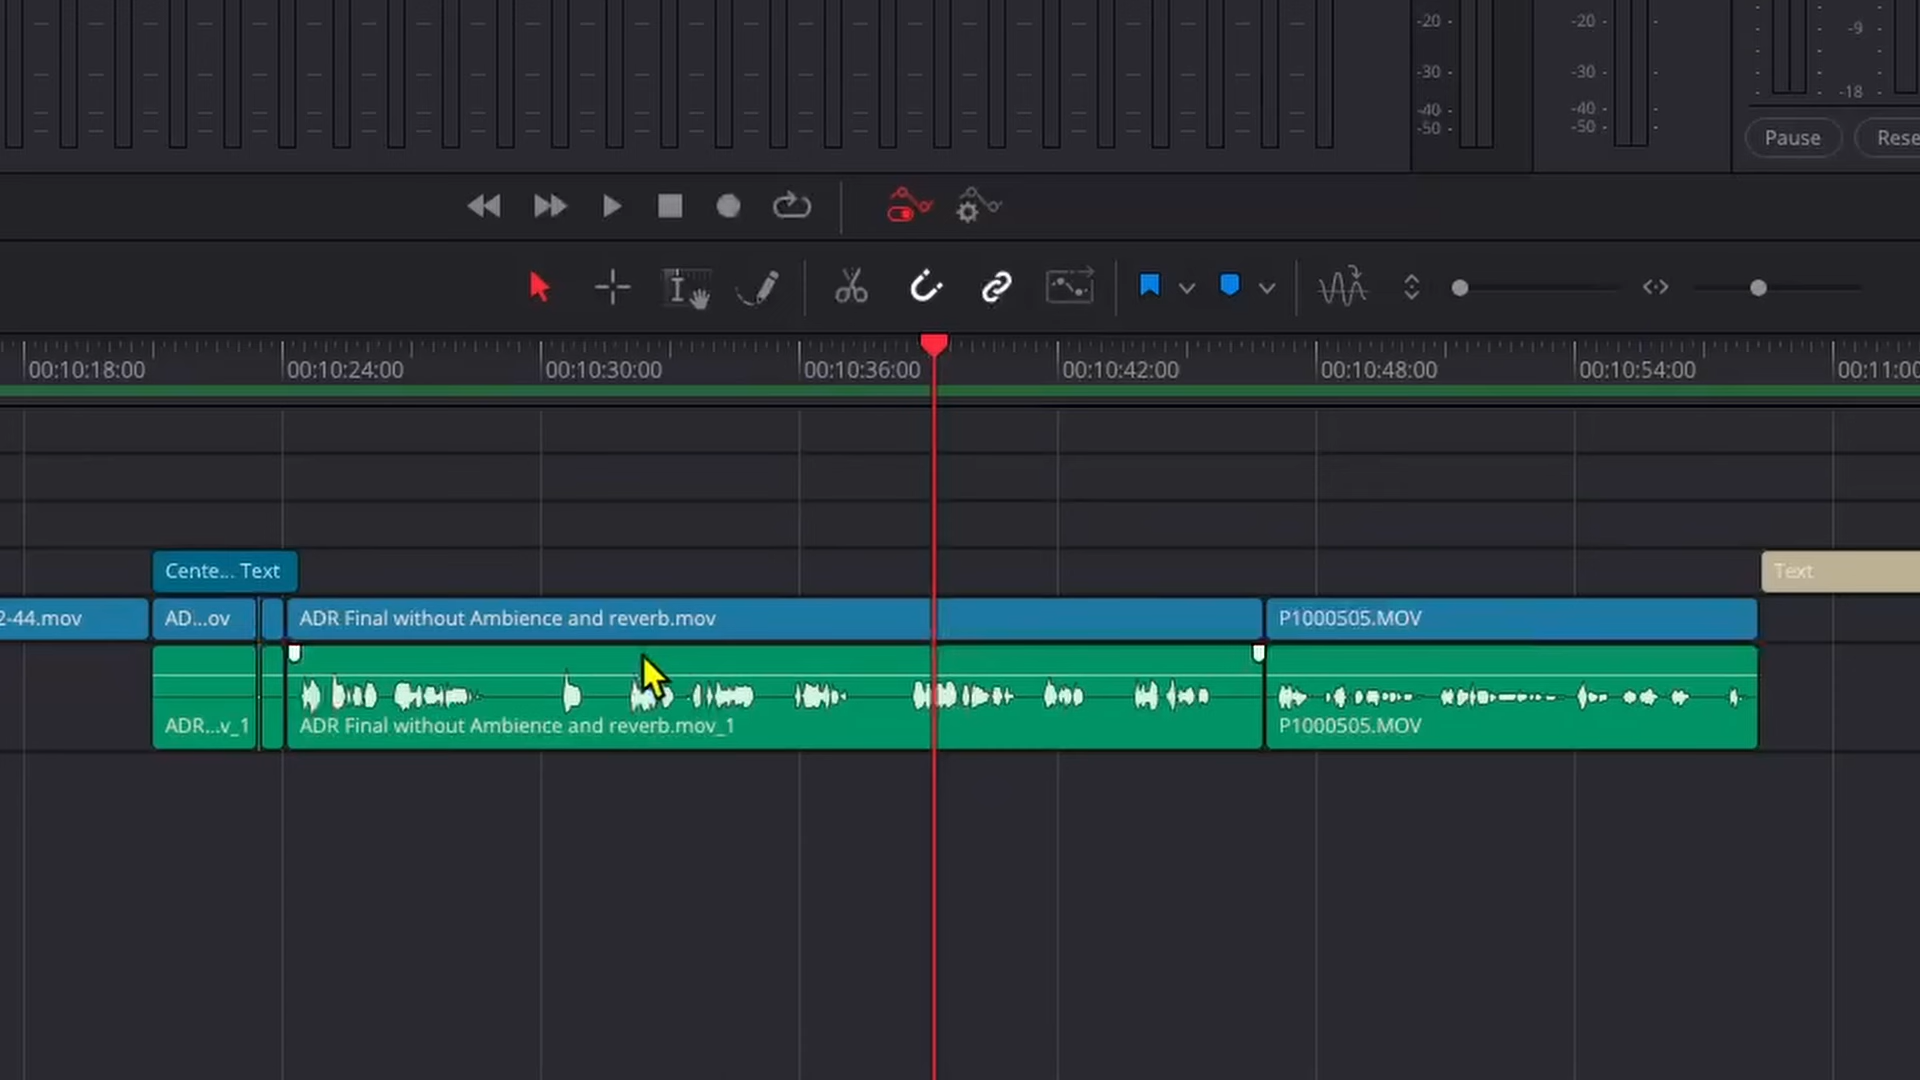 -20 -
-20 -
-30 -
-30 -
-40 -
-40 -
-50 -
-50 -
-9
-18
Pause
Rese
00:10:18:00
00:10:24:00
00:10:30:00
00:10:36:00
00:10:42:00
00:10:48:00
00:10:54:00
00:11:00
Cente... Text
Text
2-44.mov
AD...ov
ADR Final without Ambience and reverb.mov
P1000505.MOV
ADR...v_1
ADR Final without Ambience and reverb.mov_1
P1000505.MOV